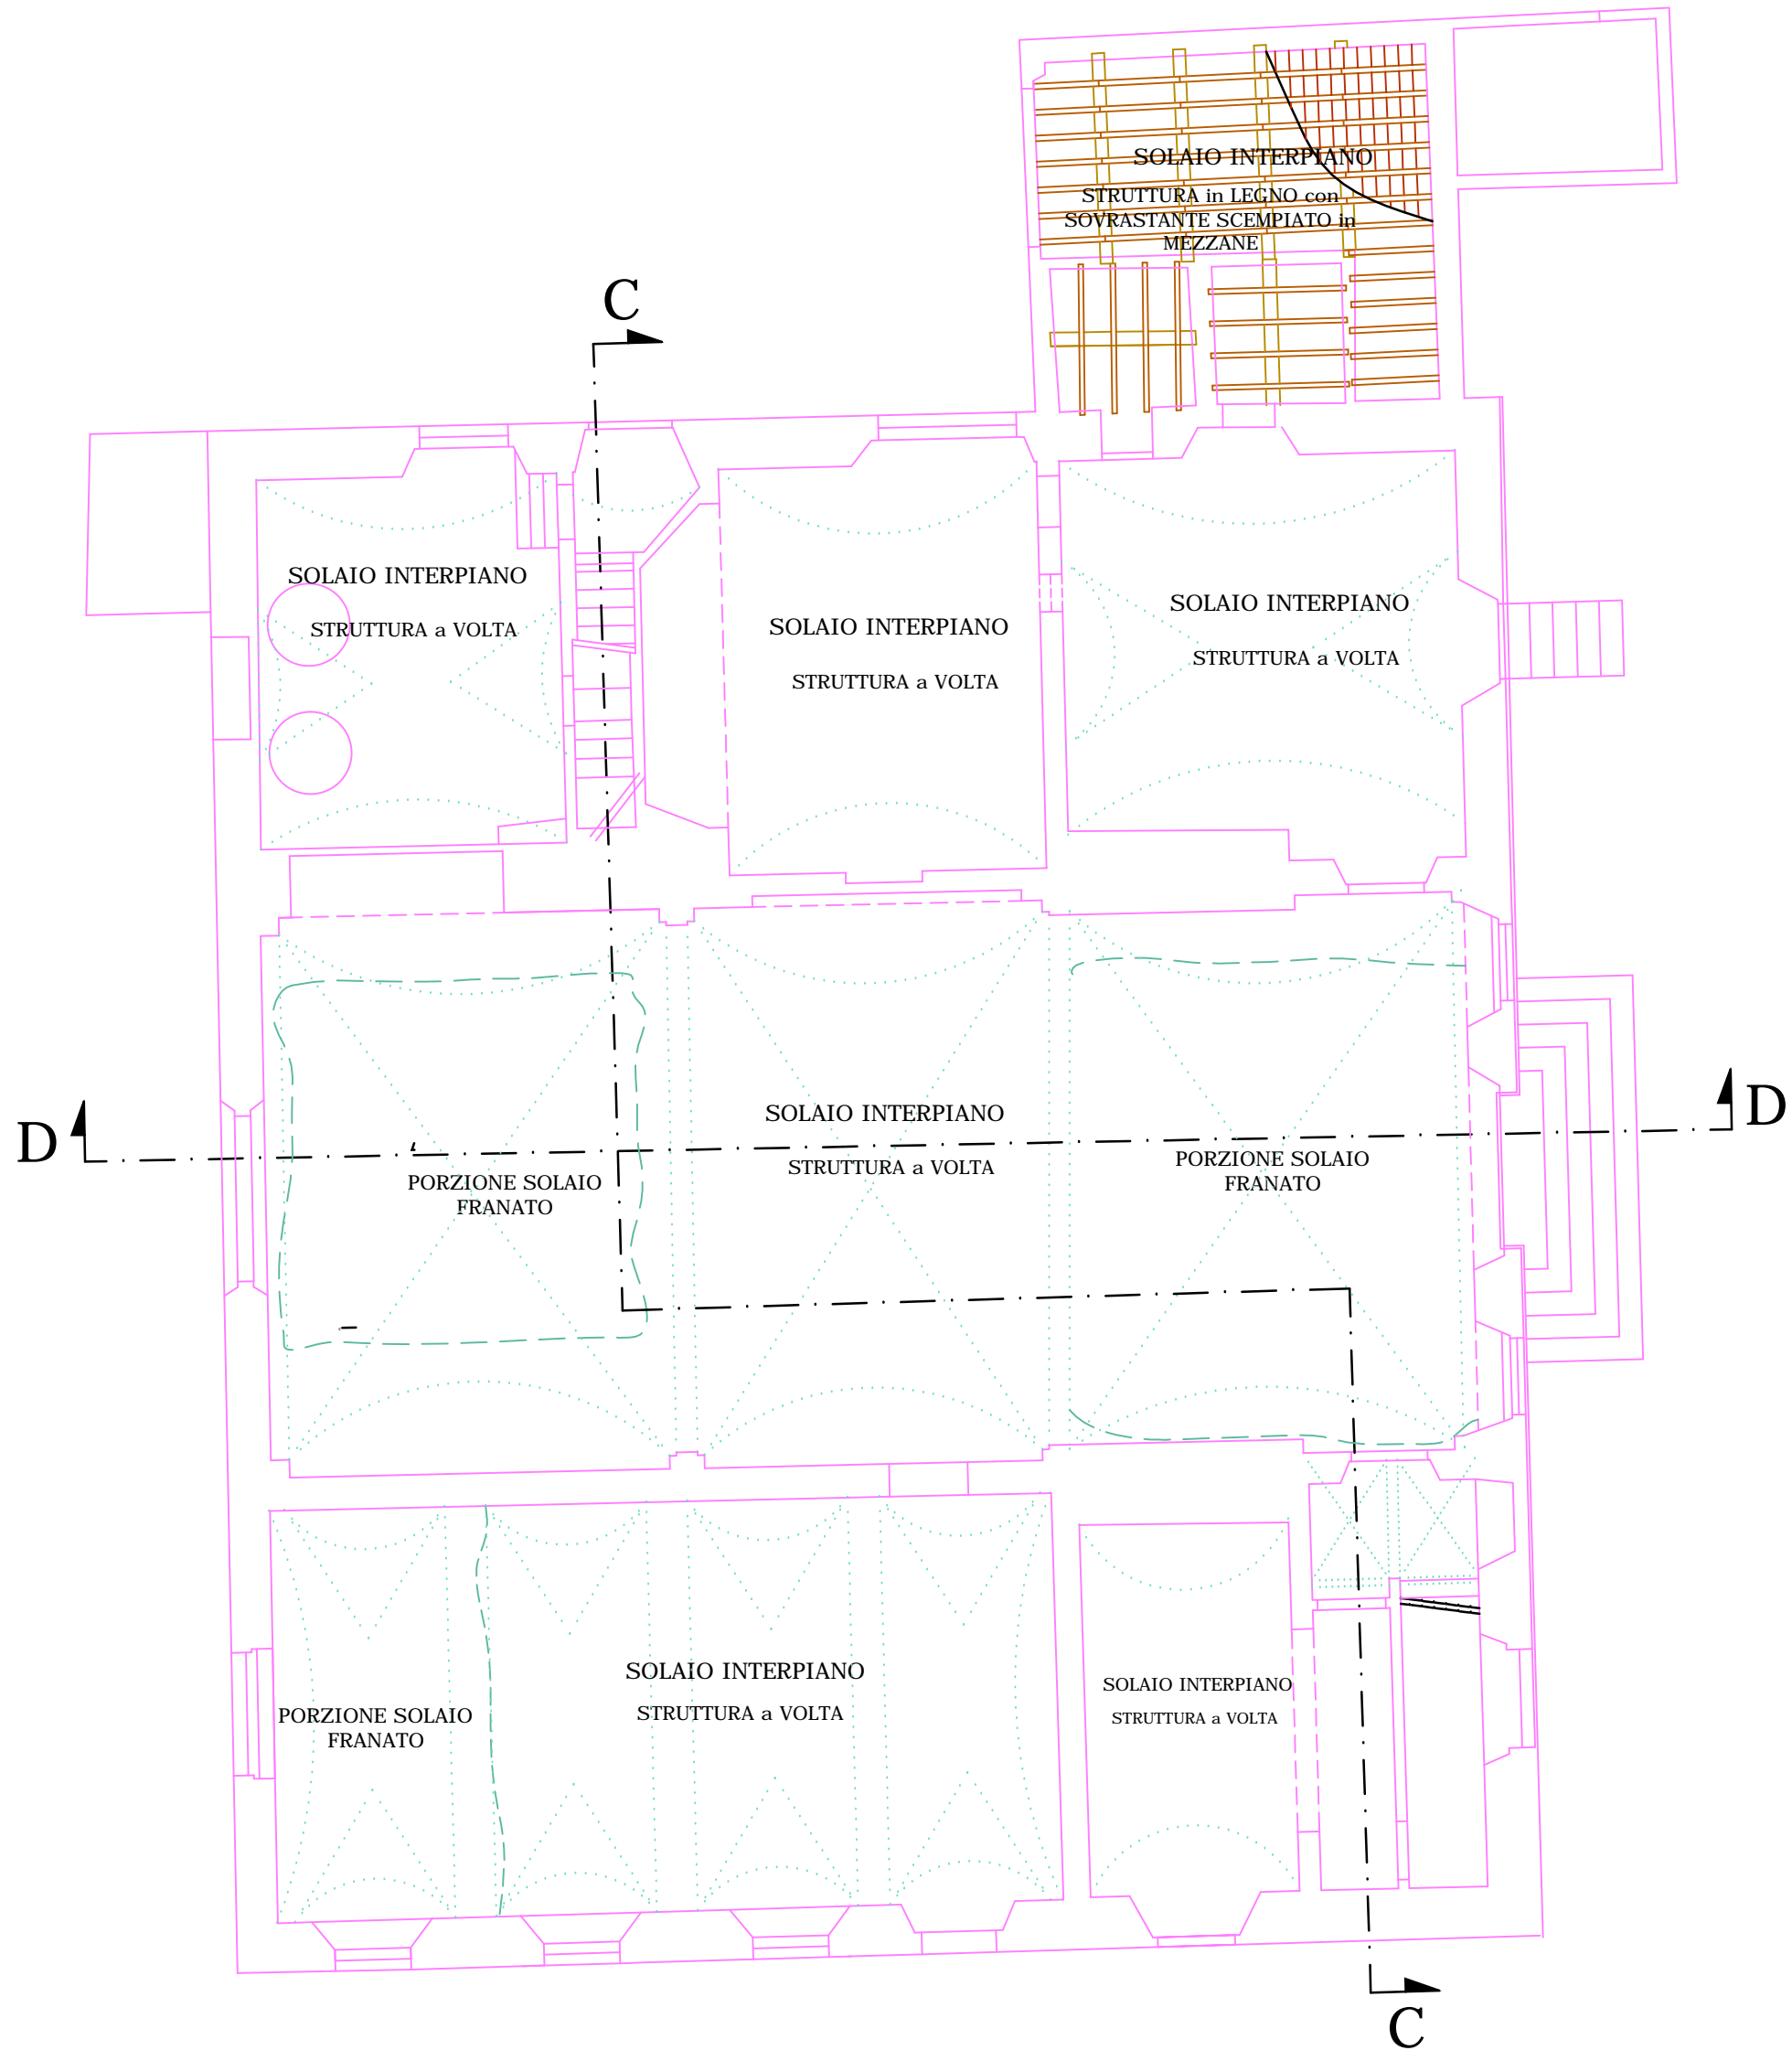 SOLAIO INTERPIANO
STRUTTURA in LEGNO con
SOVRASTANTE SCEMPIATO in
MEZZANE
C
SOLAIO INTERPIANO
STRUTTURA a VOLTA
SOLAIO INTERPIANO
STRUTTURA a VOLTA
SOLAIO INTERPIANO
STRUTTURA a VOLTA
D
PORZIONE SOLAIO
FRANATO
SOLAIO INTERPIANO
STRUTTURA a VOLTA
PORZIONE SOLAIO
FRANATO
D
PORZIONE SOLAIO
FRANATO
SOLAIO INTERPIANO
STRUTTURA a VOLTA
SOLAIO INTERPIANO
STRUTTURA a VOLTA
C